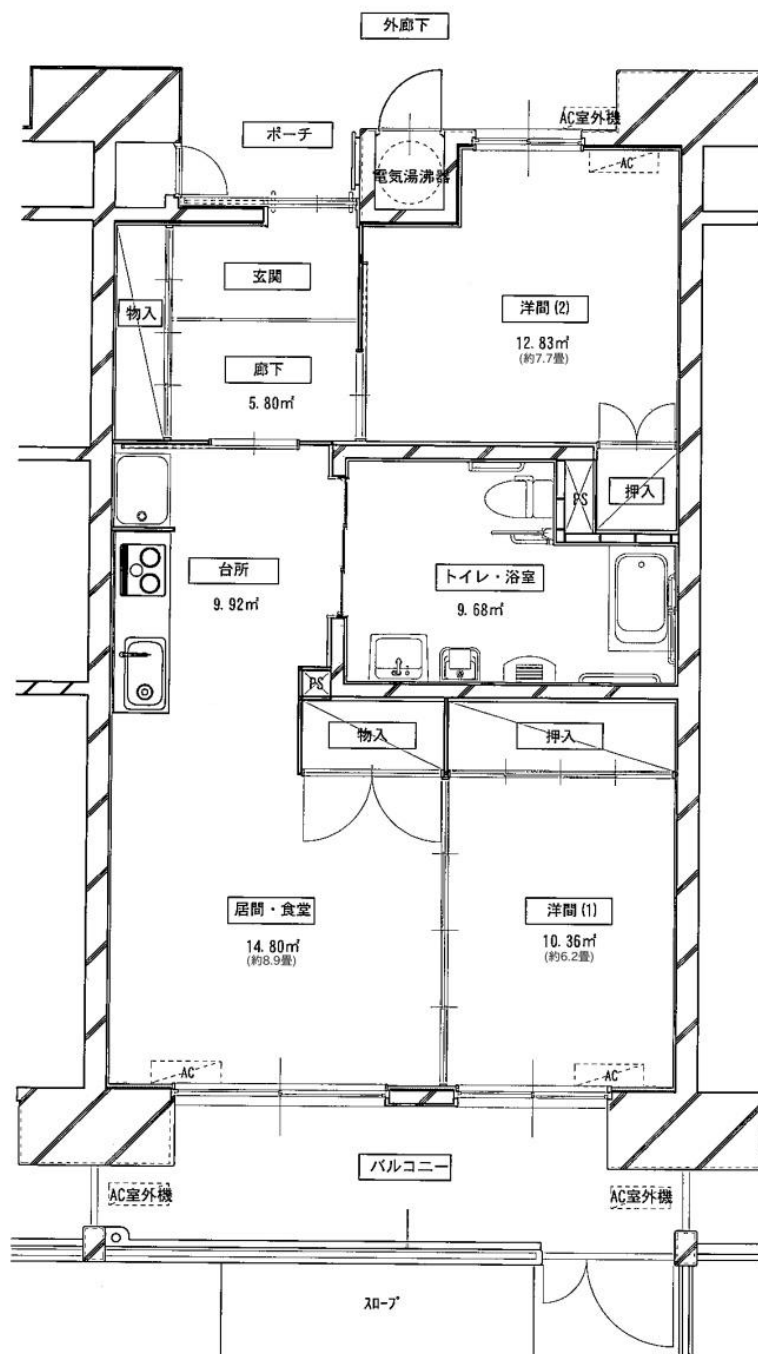 外廊下
AC室外機
ポーチ
AC
電気湯沸器
玄関
物入
洋間(2)
12.83㎡
(約7.7畳)
廊下
5.80㎡
押入
PS
台所
9.92㎡
トイレ・浴室
9.68㎡
PS
物入
押入
居間・食堂
14.80㎡
(約8.9畳)
洋間(1)
10.36㎡
(約6.2畳)
AC
AC
バルコニー
AC室外機
AC室外機
スロープ